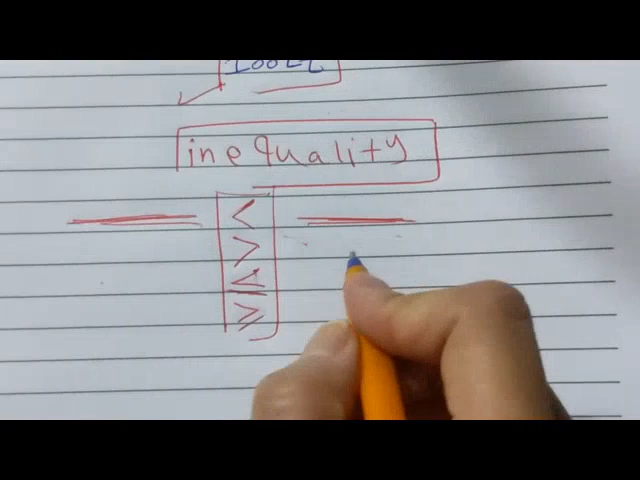 inequality
<
>
≤
≥